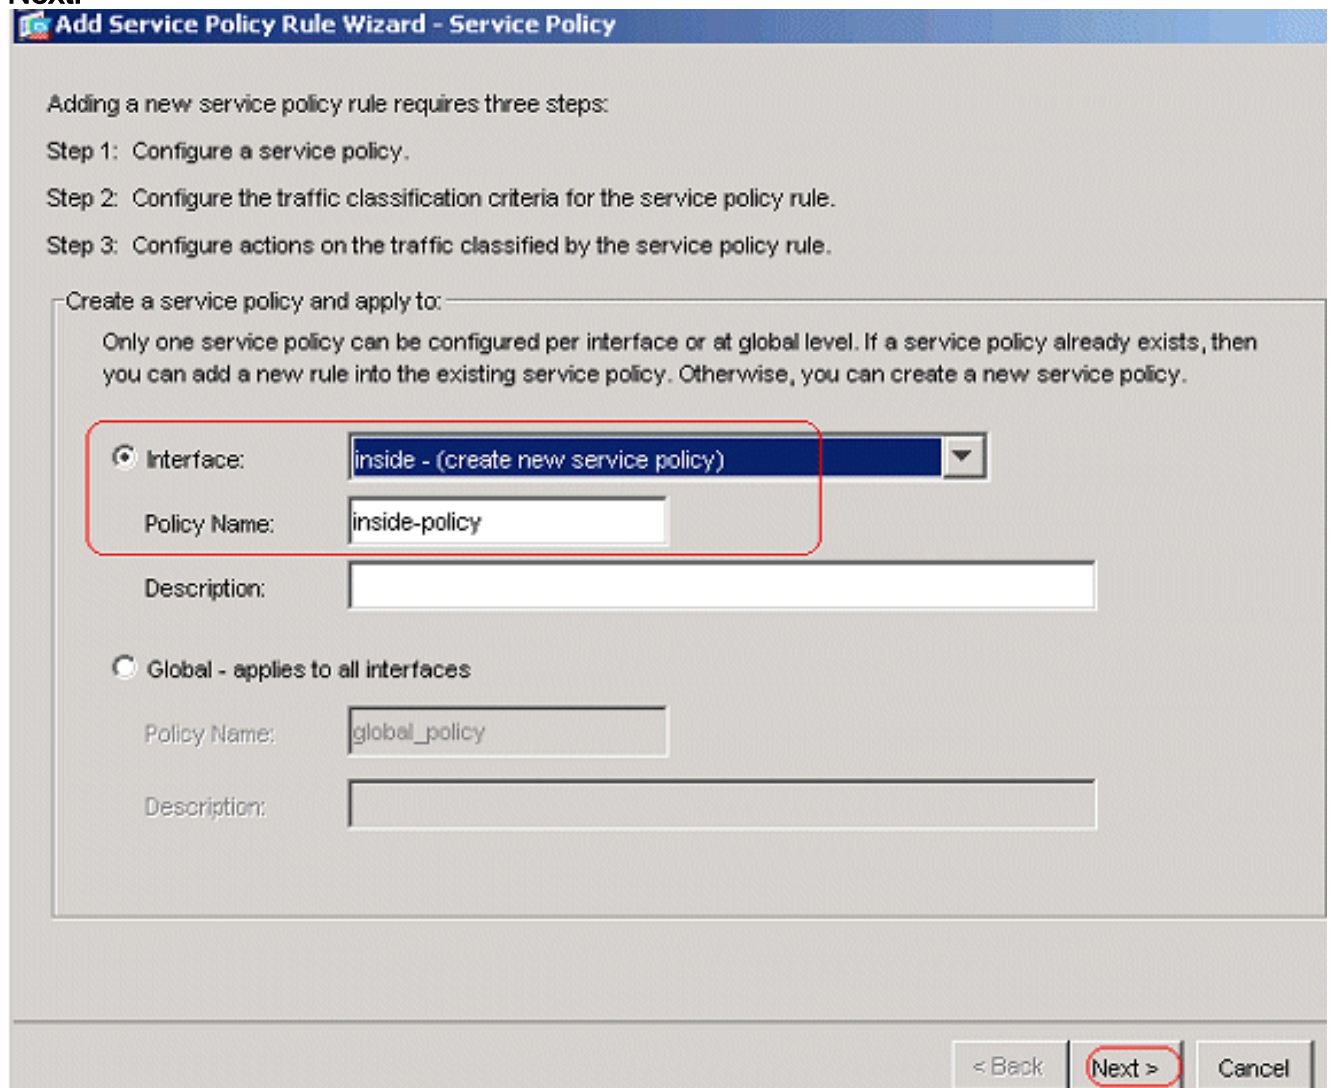 Next.
Add Service Policy Rule Wizard - Service Policy
Adding a new service policy rule requires three steps:
Step 1: Configure a service policy.
Step 2: Configure the traffic classification criteria for the service policy rule.
Step 3: Configure actions on the traffic classified by the service policy rule.
Create a service policy and apply to:
Only one service policy can be configured per interface or at global level. If a service policy already exists, then
you can add a new rule into the existing service policy. Otherwise, you can create a new service policy.
Interface: inside - (create new service policy)
Policy Name: inside-policy
Description:
Global - applies to all interfaces
Policy Name: global_policy
Description:
< Back Next > Cancel